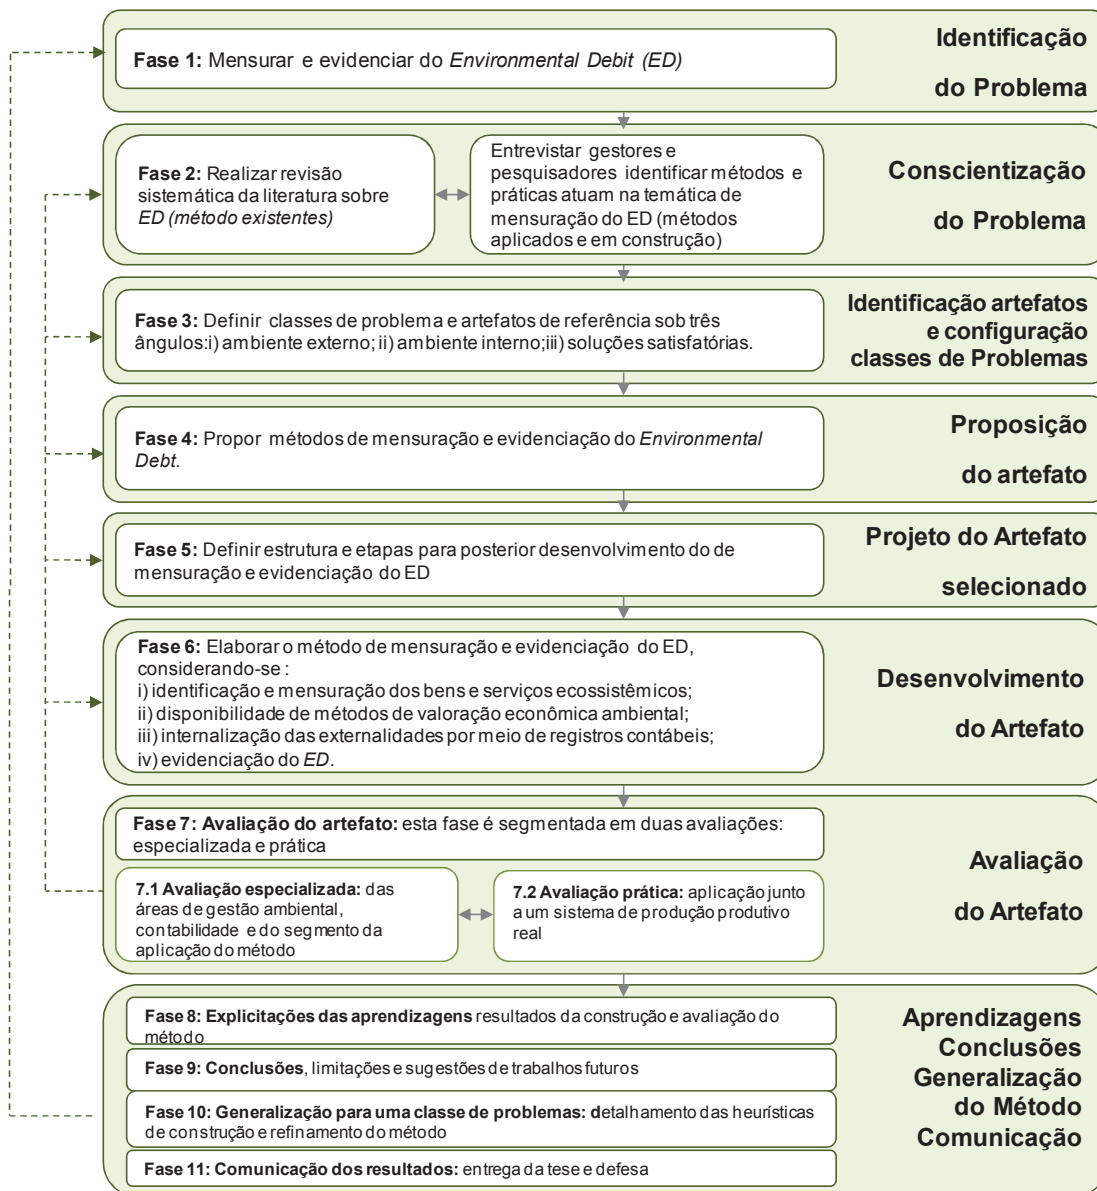 Fase 1: Mensurar e evidenciar do Environmental Debit (ED)
Identificação
do Problema
Fase 2: Realizar revisão
sistemática da literatura sobre
ED (método existentes)
Entrevistar gestores e
pesquisadores identificar métodos e
práticas atuam na temática de
mensuração do ED (métodos
aplicados e em construção)
Conscientização
do Problema
Fase 3: Definir classes de problema e artefatos de referência sob três
ângulos:i) ambiente externo; ii) ambiente interno;iii) soluções satisfatórias.
Identificação artefatos
e configuração
classes de Problemas
Fase 4: Propor métodos de mensuração e evidenciação do Environmental
Debt.
Proposição
do artefato
Fase 5: Definir estrutura e etapas para posterior desenvolvimento do de
mensuração e evidenciação do ED
Projeto do Artefato
selecionado
Fase 6: Elaborar o método de mensuração e evidenciação do ED,
considerando-se :
i) identificação e mensuração dos bens e serviços ecossistêmicos;
ii) disponibilidade de métodos de valoração econômica ambiental;
iii) internalização das externalidades por meio de registros contábeis;
iv) evidenciação do ED.
Desenvolvimento
do Artefato
Fase 7: Avaliação do artefato: esta fase é segmentada em duas avaliações:
especializada e prática
7.1 Avaliação especializada: das
áreas de gestão ambiental,
contabilidade e do segmento da
aplicação do método
7.2 Avaliação prática: aplicação junto
a um sistema de produção produtivo
real
Avaliação
do Artefato
Fase 8: Explicitações das aprendizagens resultados da construção e avaliação do
método
Fase 9: Conclusões, limitações e sugestões de trabalhos futuros
Fase 10: Generalização para uma classe de problemas: detalhamento das heurísticas
de construção e refinamento do método
Fase 11: Comunicação dos resultados: entrega da tese e defesa
Aprendizagens
Conclusões
Generalização
do Método
Comunicação